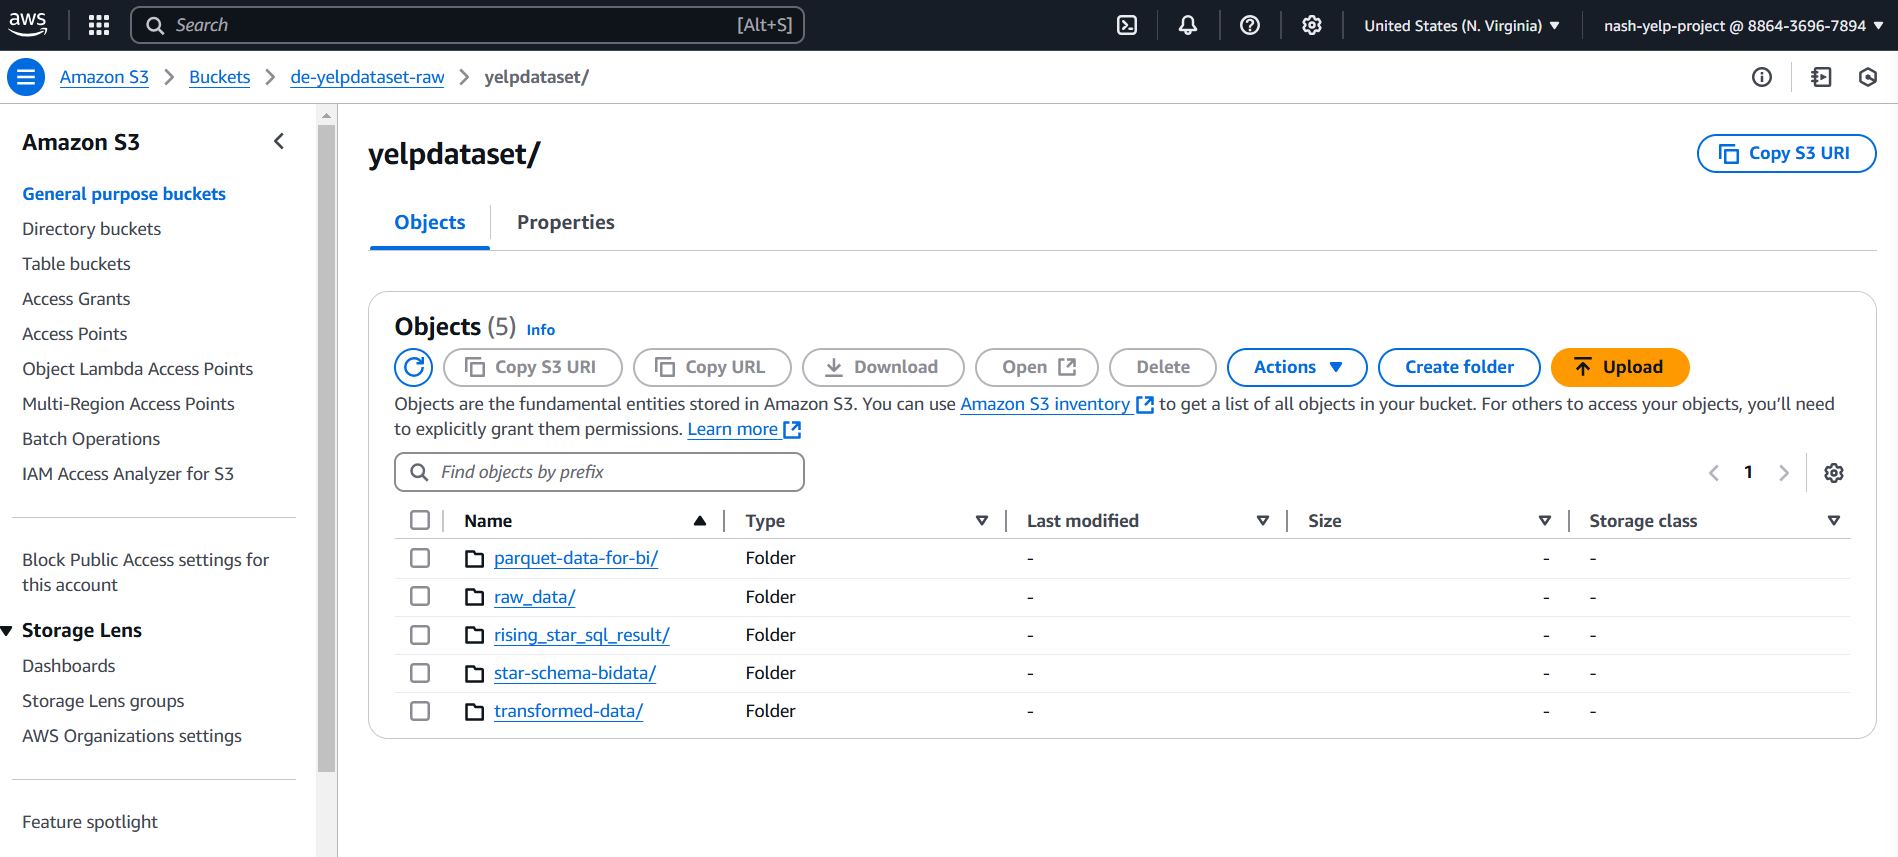 aws
Search [Alt+S]
United States (N. Virginia)
nash-yelp-project @ 8864-3696-7894
Amazon S3 > Buckets > de-yelpdataset-raw > yelpdataset/
Amazon S3
General purpose buckets
Directory buckets
Table buckets
Access Grants
Access Points
Object Lambda Access Points
Multi-Region Access Points
Batch Operations
IAM Access Analyzer for S3
Block Public Access settings for
this account
Storage Lens
Dashboards
Storage Lens groups
AWS Organizations settings
Feature spotlight
yelpdataset/
Copy S3 URI
Objects
Properties
Objects (5) Info
Copy S3 URI
Copy URL
Download
Open
Delete
Actions
Create folder
Upload
Objects are the fundamental entities stored in Amazon S3. You can use Amazon S3 inventory to get a list of all objects in your bucket. For others to access your objects, you’ll need
to explicitly grant them permissions. Learn more
Find objects by prefix
1
Name Type Last modified Size Storage class
parquet-data-for-bi/ Folder - - -
raw_data/ Folder - - -
rising_star_sql_result/ Folder - - -
star-schema-bidata/ Folder - - -
transformed-data/ Folder - - -